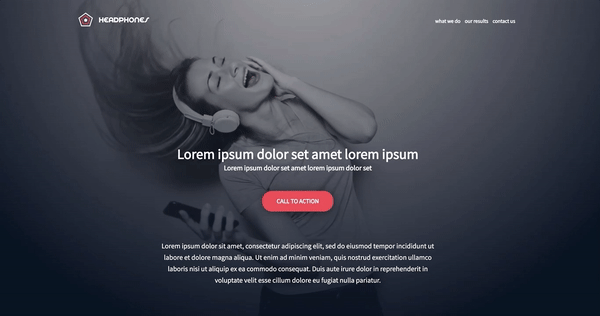 HEADPHONES
what we do our results contact us
Lorem ipsum dolor set amet lorem ipsum
Lorem ipsum dolor set amet lorem ipsum dolor set
CALL TO ACTION
Lorem ipsum dolor sit amet, consectetur adipiscing elit, sed do eiusmod tempor incididunt ut
labore et dolore magna aliqua. Ut enim ad minim veniam, quis nostrud exercitation ullamco
laboris nisi ut aliquip ex ea commodo consequat. Duis aute irure dolor in reprehenderit in
voluptate velit esse cillum dolore eu fugiat nulla pariatur.